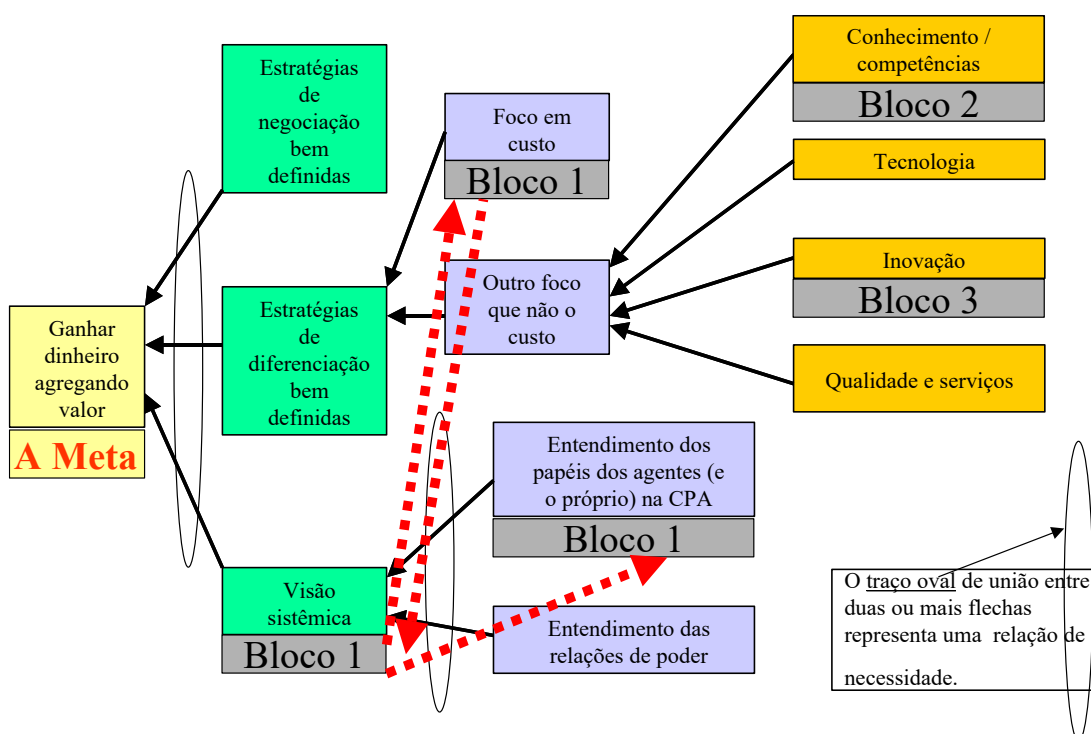 Estratégias
de
negociação
bem
definidas
Foco em
custo
Bloco 1
Conhecimento /
competências
Bloco 2
Tecnologia
Inovação
Bloco 3
Qualidade e serviços
Outro foco
que não o
custo
Estratégias
de
diferenciação
bem
definidas
Ganhar
dinheiro
agregando
valor
A Meta
Entendimento dos
papéis dos agentes (e
o próprio) na CPA
Bloco 1
Visão
sistêmica
Bloco 1
Entendimento das
relações de poder
O traço oval de união entre
duas ou mais flechas
representa uma relação de
necessidade.